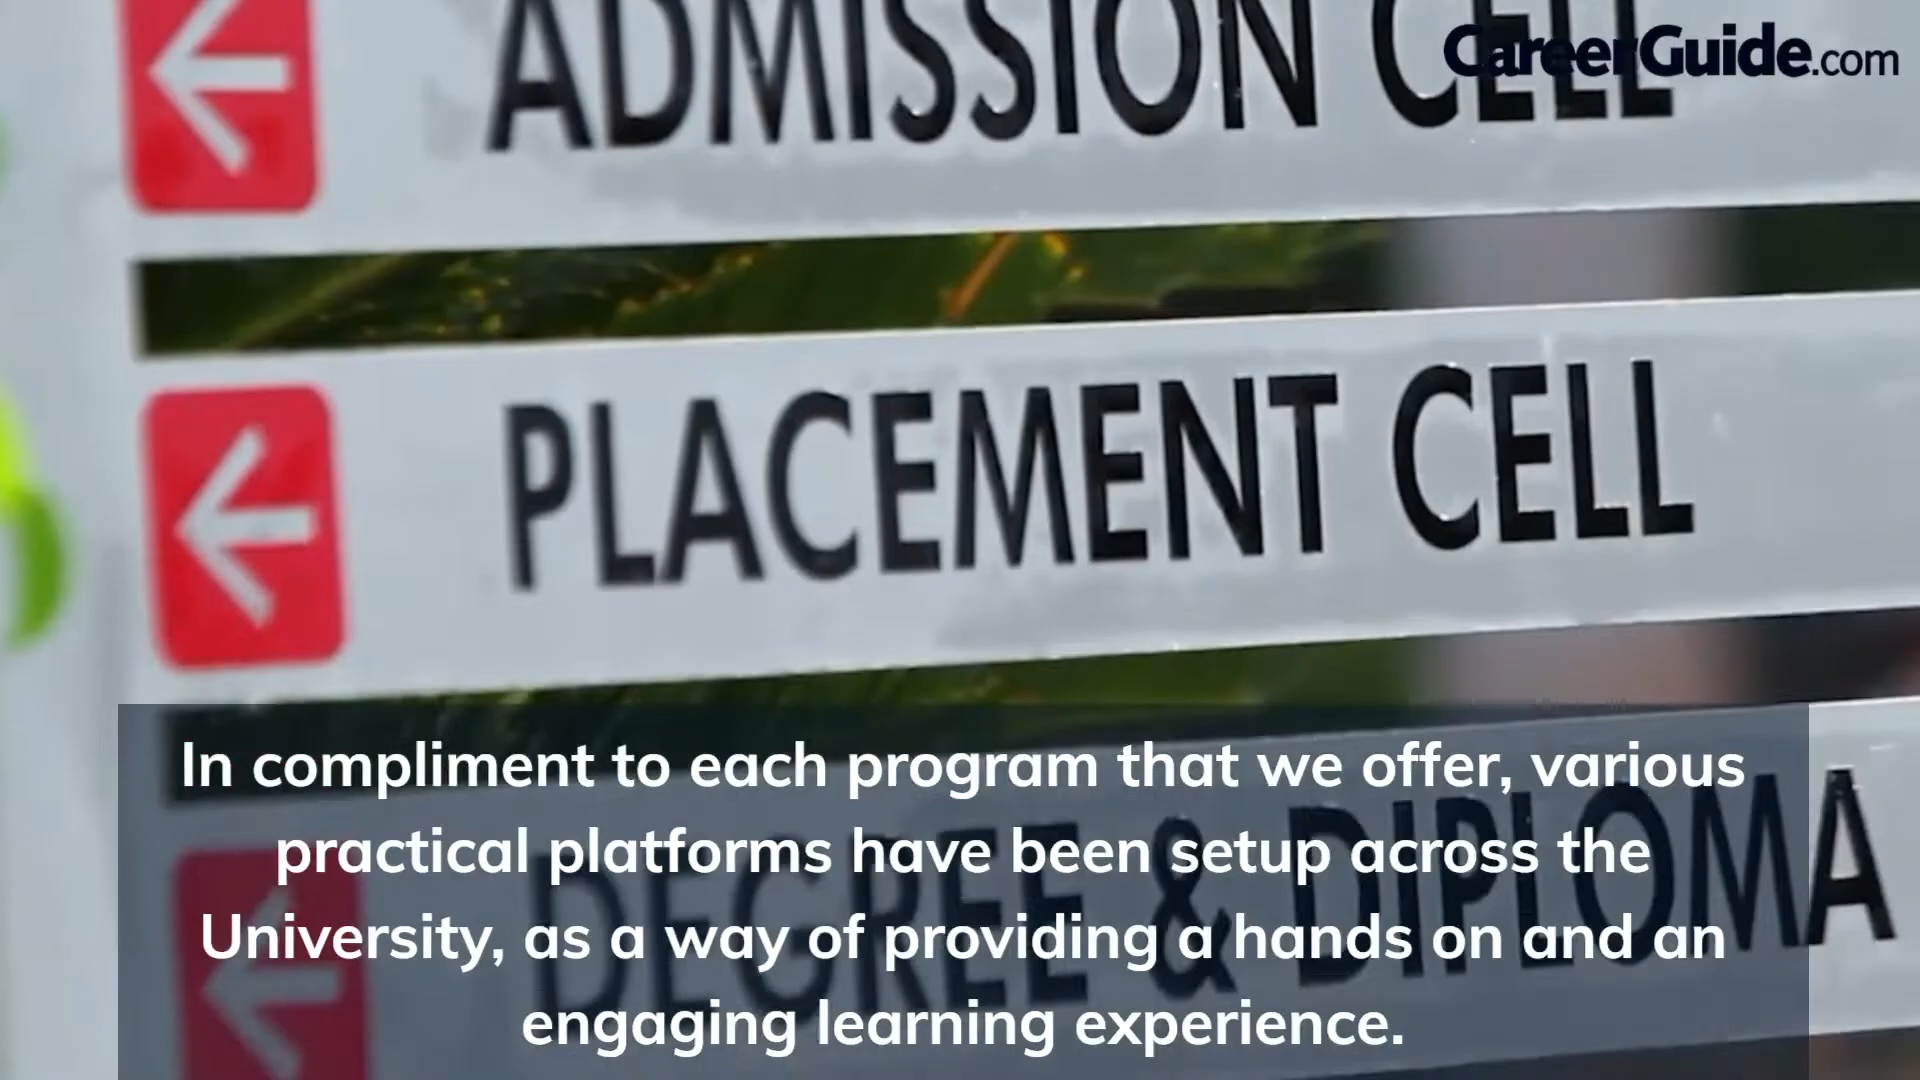 ADMISSION CELL
CareerGuide.com
PLACEMENT CELL
DEGREE & DIPLOMA
In compliment to each program that we offer, various
practical platforms have been setup across the
University, as a way of providing a hands on and an
engaging learning experience.